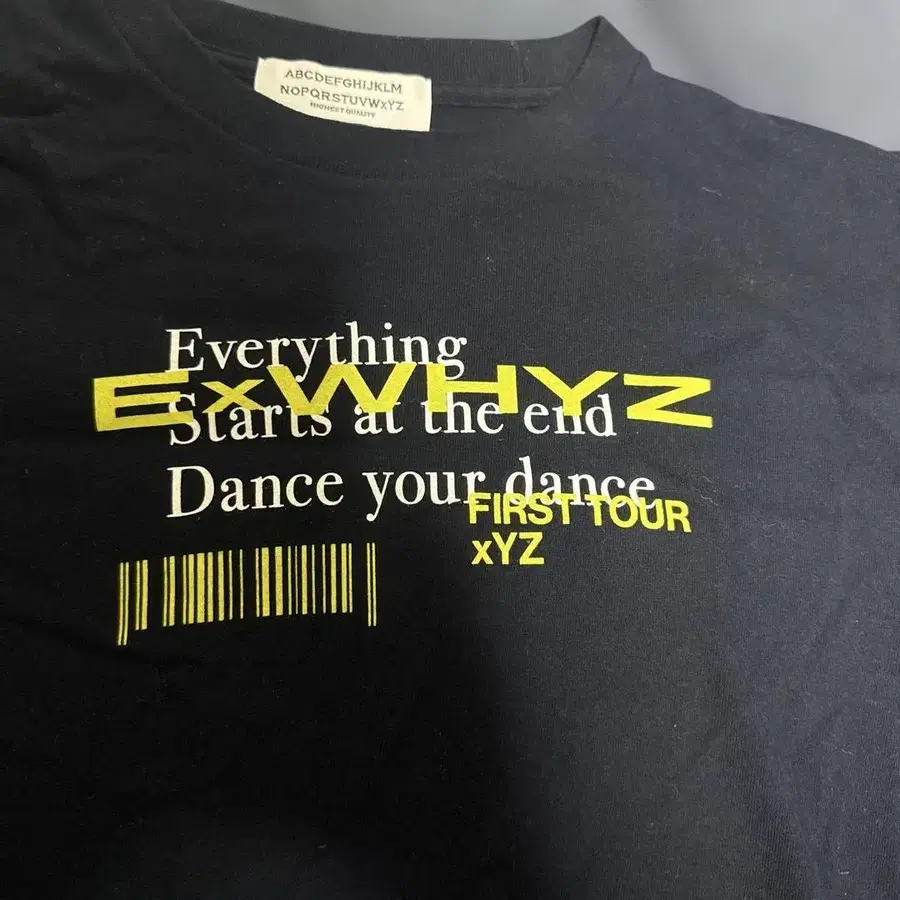 ABCDEFGHIJKLM
NOPQRSTUVWxYZ
HIGHEST QUALITY
Everything
ExWHYZ
Starts at the end
Dance your dance
FIRST TOUR
xYZ